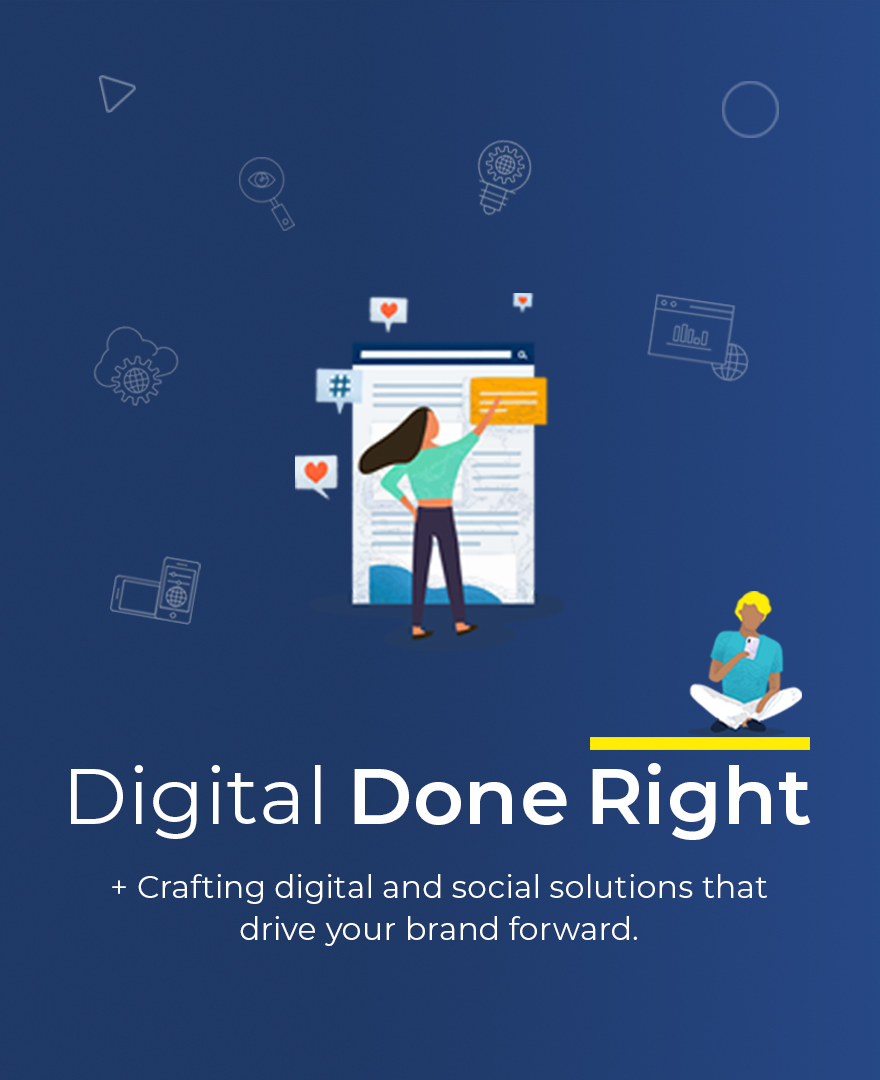 #
Digital Done Right
+ Crafting digital and social solutions that
drive your brand forward.